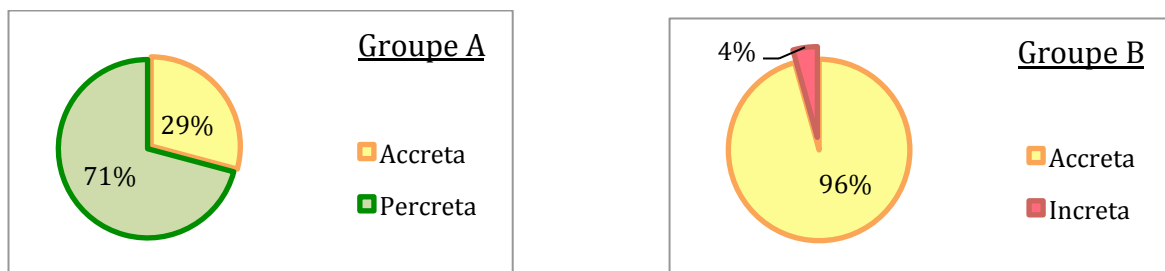 Groupe A
29%
71%
Accreta
Percreta
Groupe B
4%
96%
Accreta
Increta